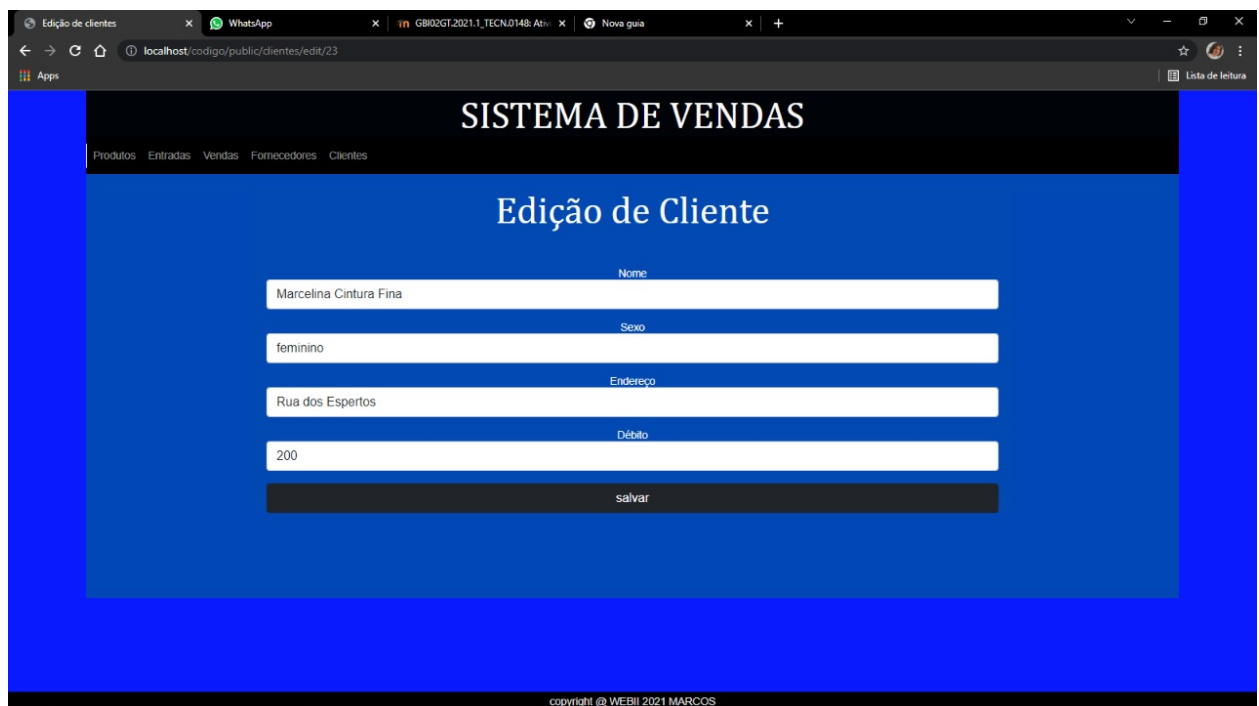 Edição de clientes WhatsApp GBI02GT.2021.1_TECN.0148: Ativ Nova guia
localhost/codigo/public/clientes/edit/23
Apps Lista de leitura
SISTEMA DE VENDAS
Produtos Entradas Vendas Fornecedores Clientes
Edição de Cliente
Nome
Marcelina Cintura Fina
Sexo
feminino
Endereço
Rua dos Espertos
Débito
200
salvar
copyright @ WEBII 2021 MARCOS